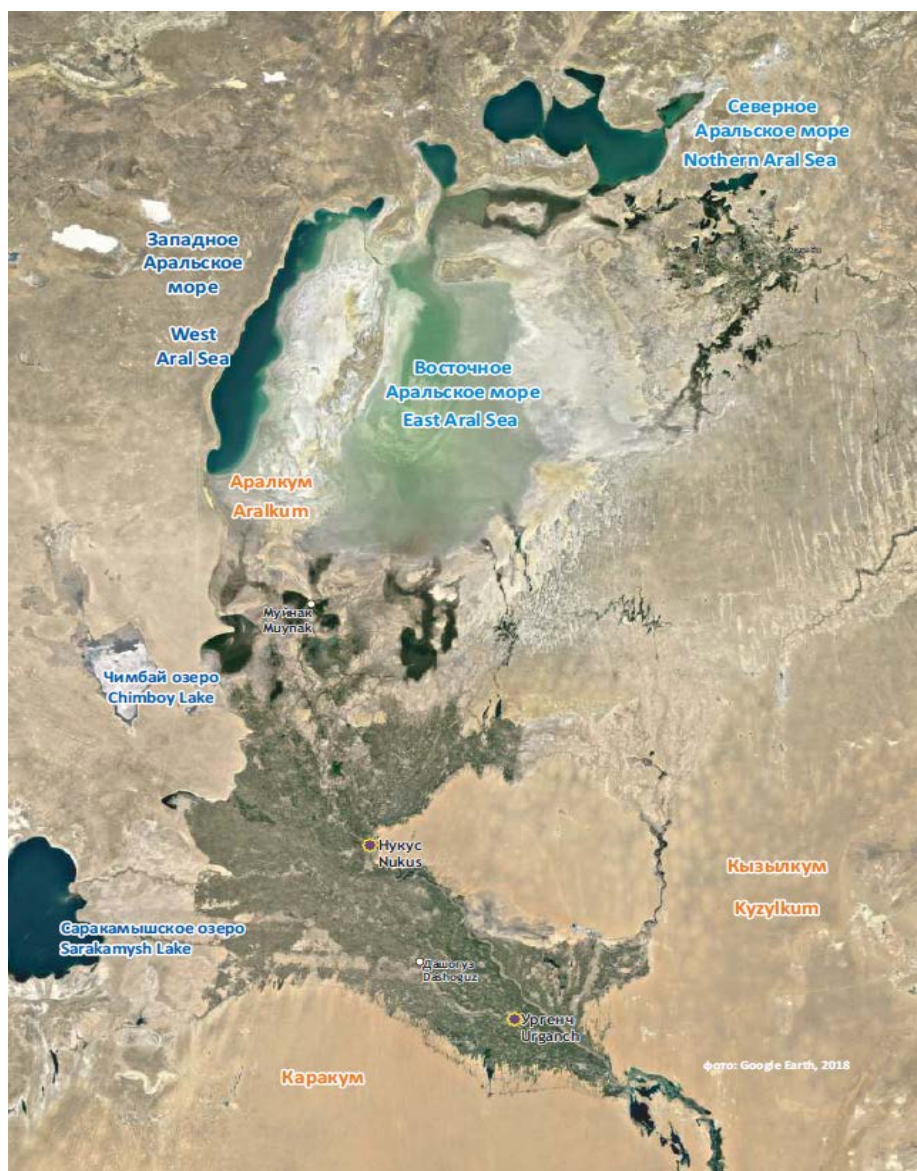 Северное
Аральское море
Nothern Aral Sea
Западное
Аральское
море
West
Aral Sea
Восточное
Аральское море
East Aral Sea
Аралкум
Aralkum
Муйнак
Muynak
Чимбай озеро
Chimboy Lake
Нукус
Nukus
Кызылкум
Kyzylkum
Саракамышское озеро
Sarakamysh Lake
Дашогуз
Dashoguz
Ургенч
Urganch
Каракум
фото: Google Earth, 2018